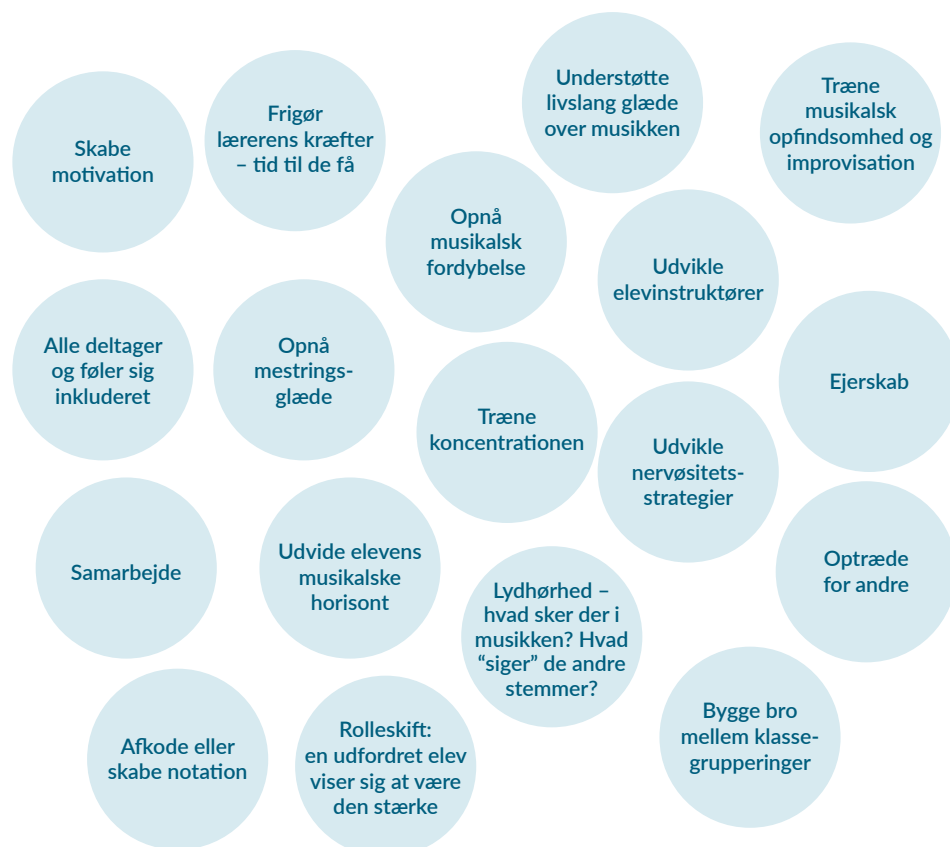 Skabe
motivation
Frigør
lærerens kræfter
– tid til de få
Understøtte
livslang glæde
over musikken
Træne
musikalsk
opfindsomhed og
improvisation
Opnå
musikalsk
fordybelse
Udvikle
elevinstruktører
Alle deltager
og føler sig
inkluderet
Opnå
mestrings-
glæde
Træne
koncentrationen
Ejerskab
Udvikle
nervøsitets-
strategier
Samarbejde
Udvide elevens
musikalske
horisont
Lydhørhed –
hvad sker der i
musikken? Hvad
“siger” de andre
stemmer?
Optræde
for andre
Afkode eller
skabe notation
Rolleskift:
en udfordret elev
viser sig at være
den stærke
Bygge bro
mellem klasse-
grupperinger